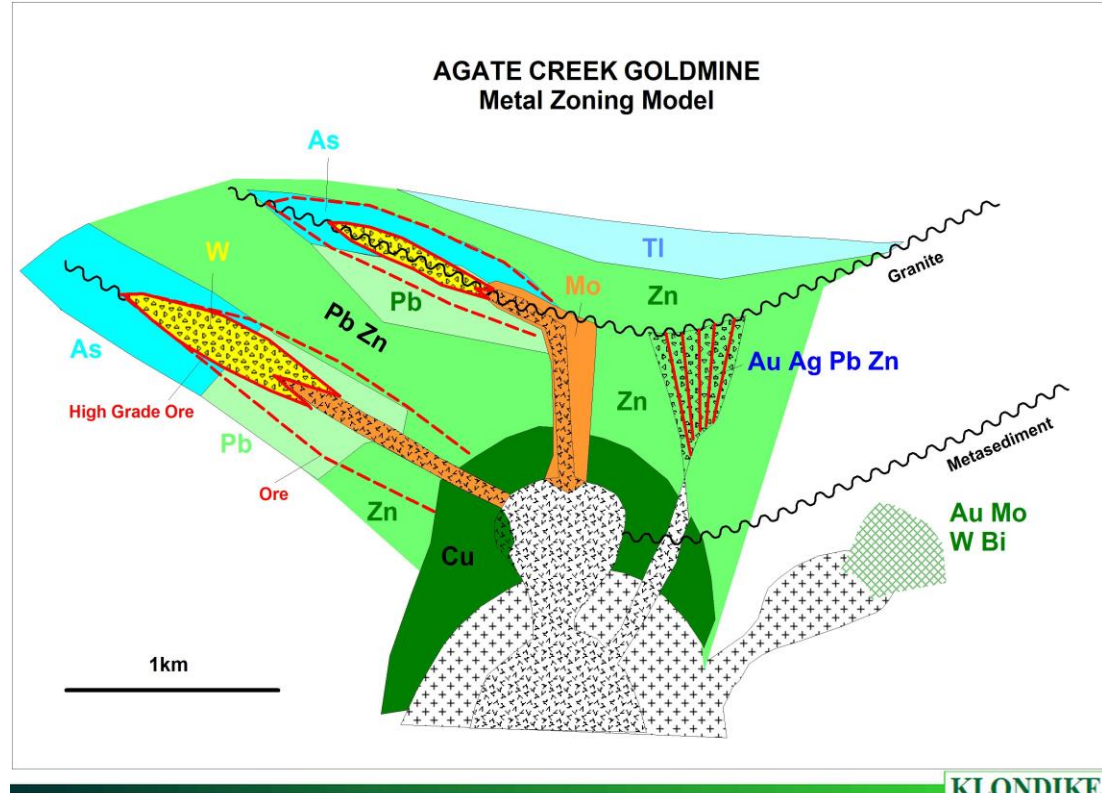 AGATE CREEK GOLDMINE
Metal Zoning Model
As
As
W
Tl
Pb
Mo
Zn
Granite
Pb Zn
Au Ag Pb Zn
High Grade Ore
Pb
Zn
Metasediment
Ore
Zn
Cu
Au Mo
W Bi
1km
KLONDIKE